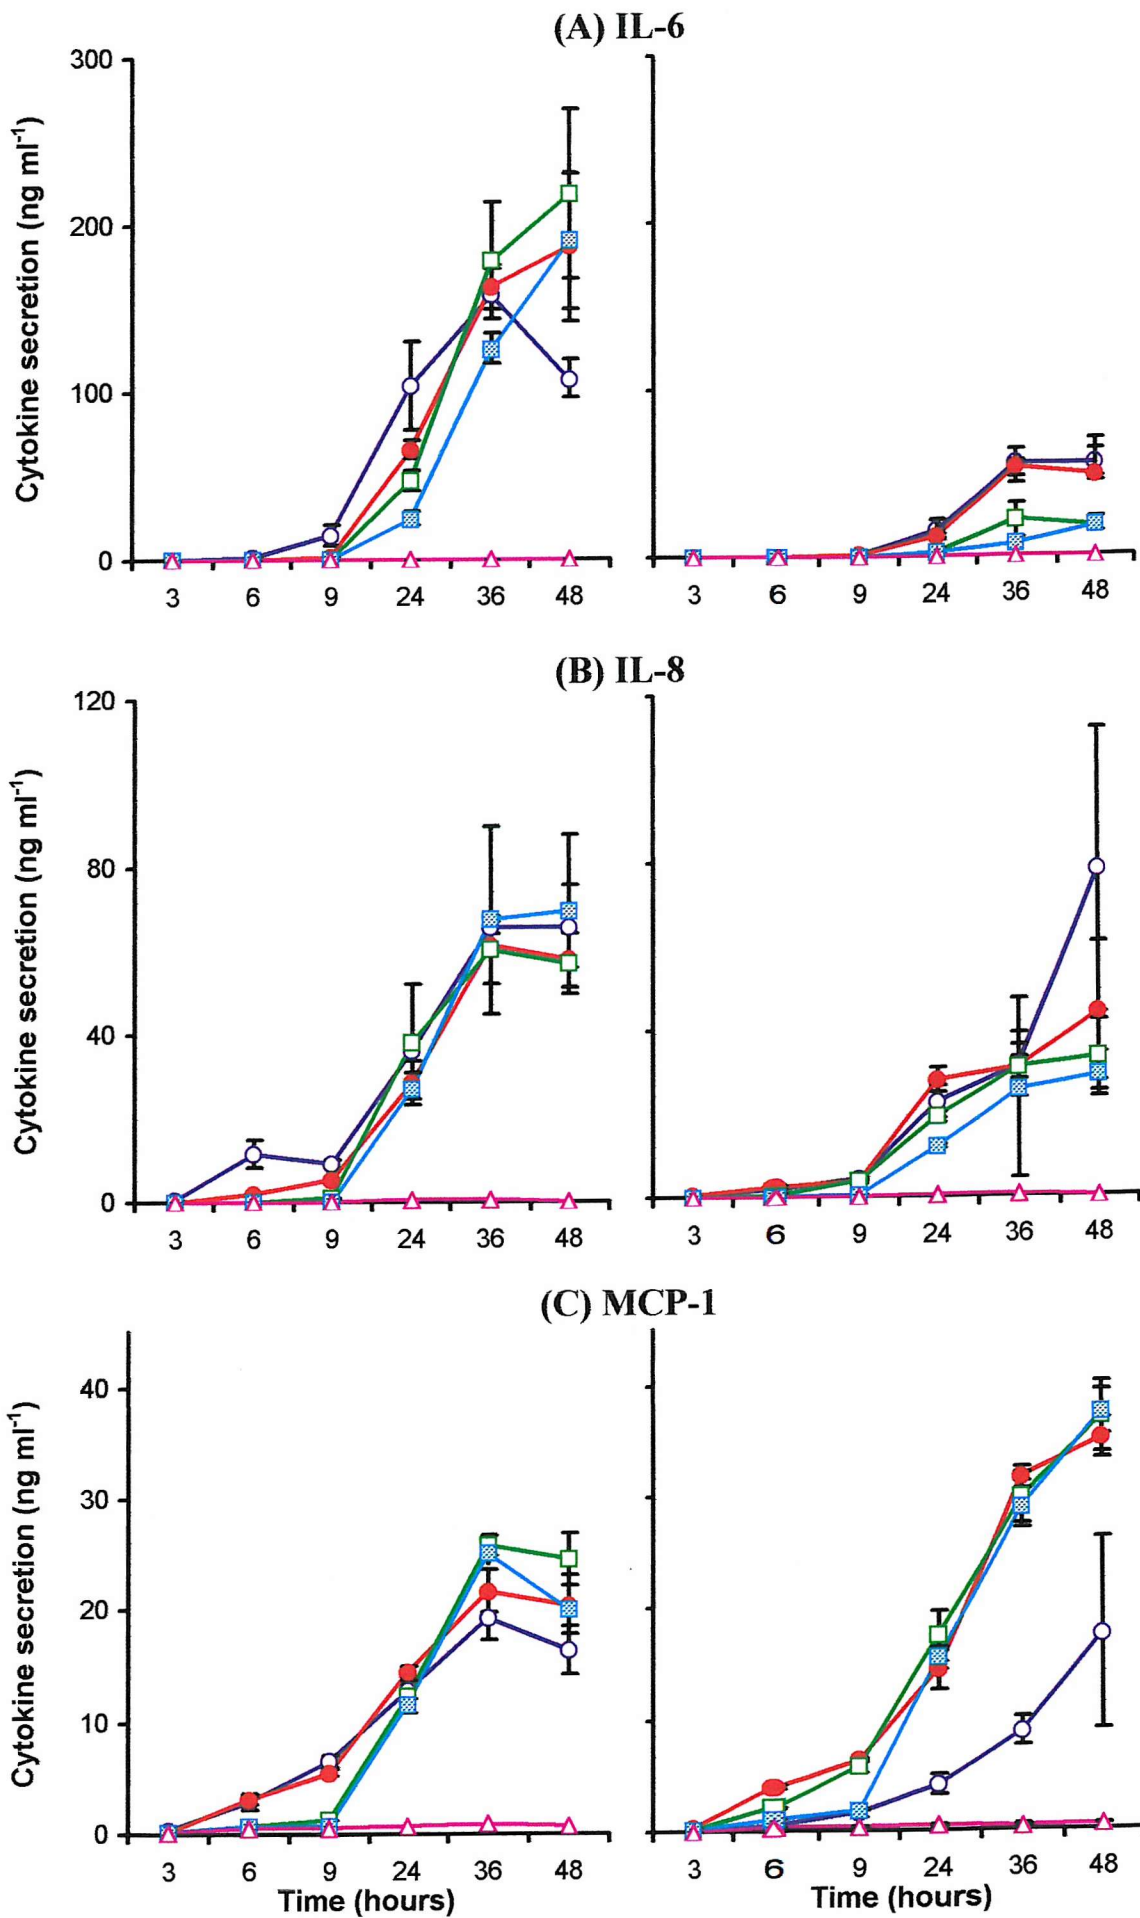 (A) IL-6
Cytokine secretion (ng ml⁻¹)
300
200
100
0
3 6 9 24 36 48
3 6 9 24 36 48
(B) IL-8
Cytokine secretion (ng ml⁻¹)
120
80
40
0
3 6 9 24 36 48
3 6 9 24 36 48
(C) MCP-1
Cytokine secretion (ng ml⁻¹)
40
30
20
10
0
3 6 9 24 36 48
Time (hours)
3 6 9 24 36 48
Time (hours)